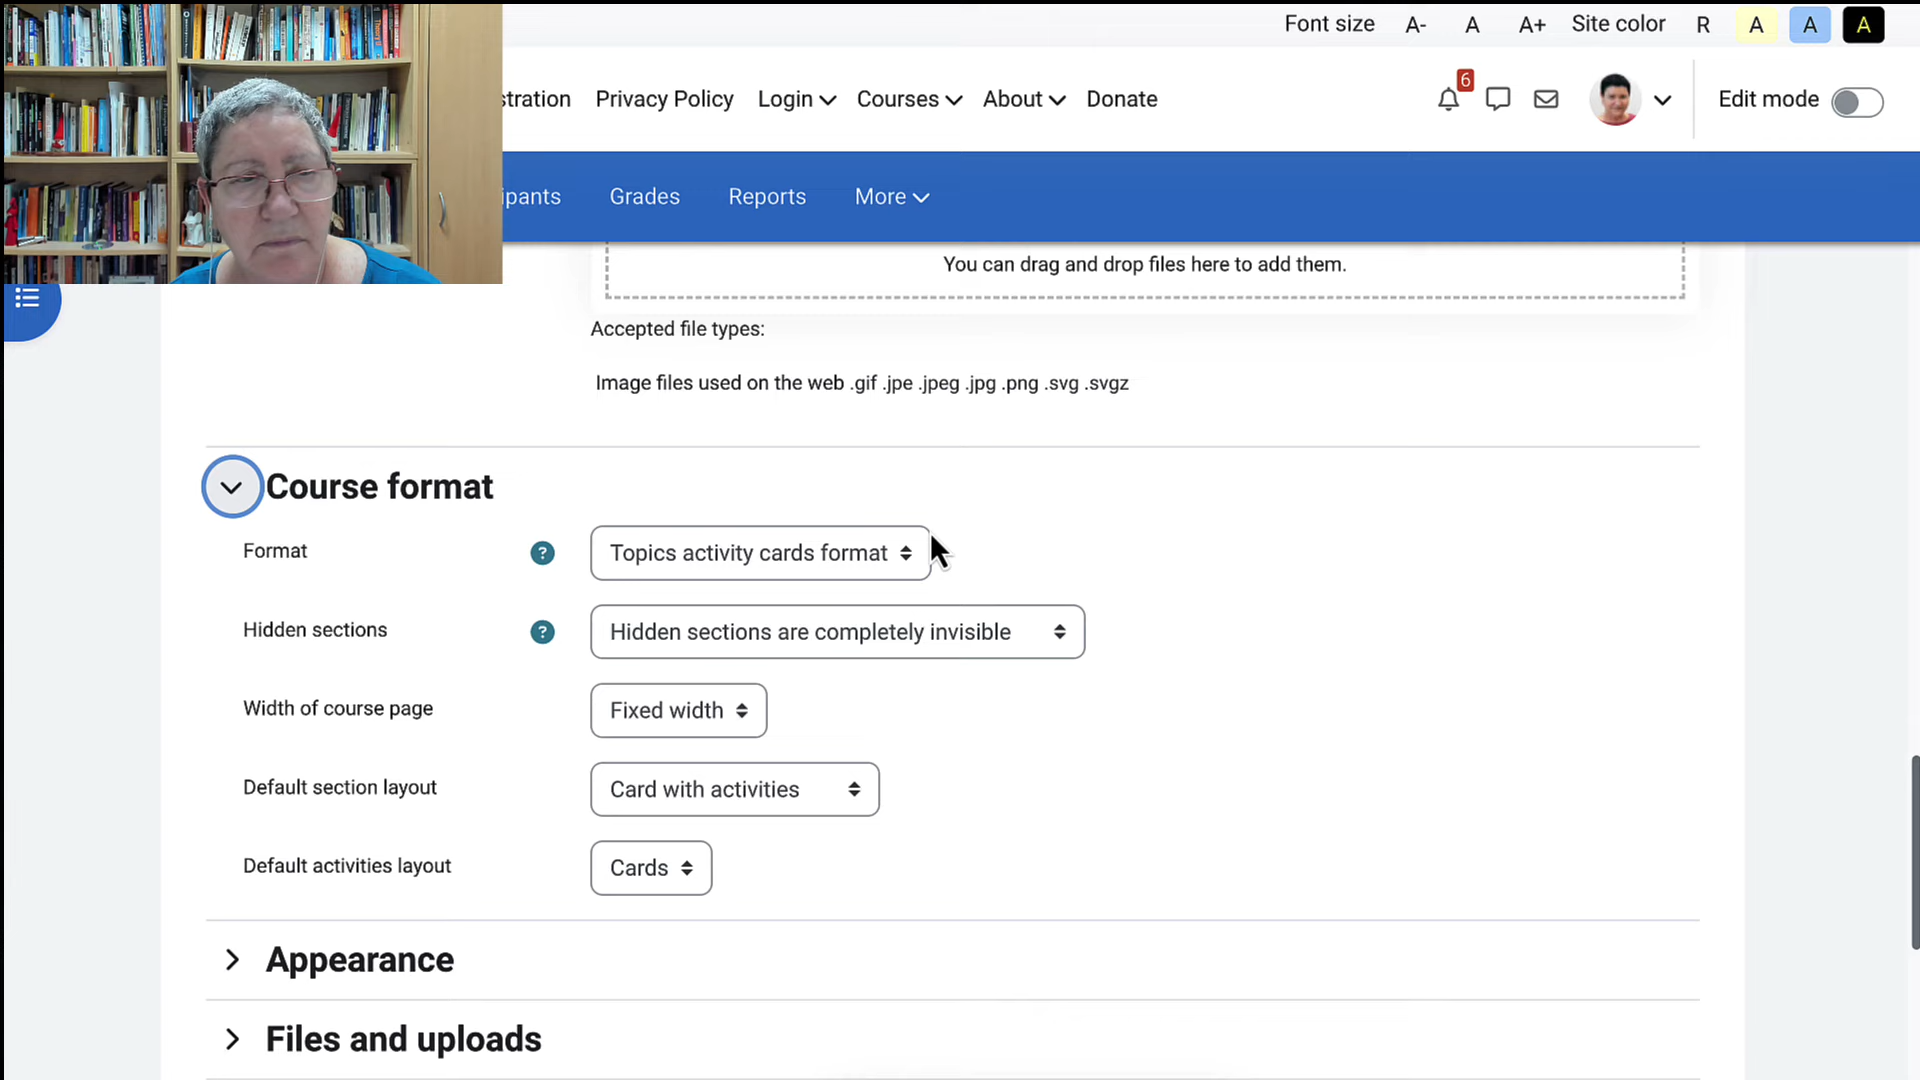 Font size A- A A+ Site color R A A A
stration Privacy Policy Login Courses About Donate 6 Edit mode
ipants Grades Reports More
You can drag and drop files here to add them.
Accepted file types:
Image files used on the web .gif .jpe .jpeg .jpg .png .svg .svgz
Course format
Format ? Topics activity cards format
Hidden sections ? Hidden sections are completely invisible
Width of course page Fixed width
Default section layout Card with activities
Default activities layout Cards
Appearance
Files and uploads